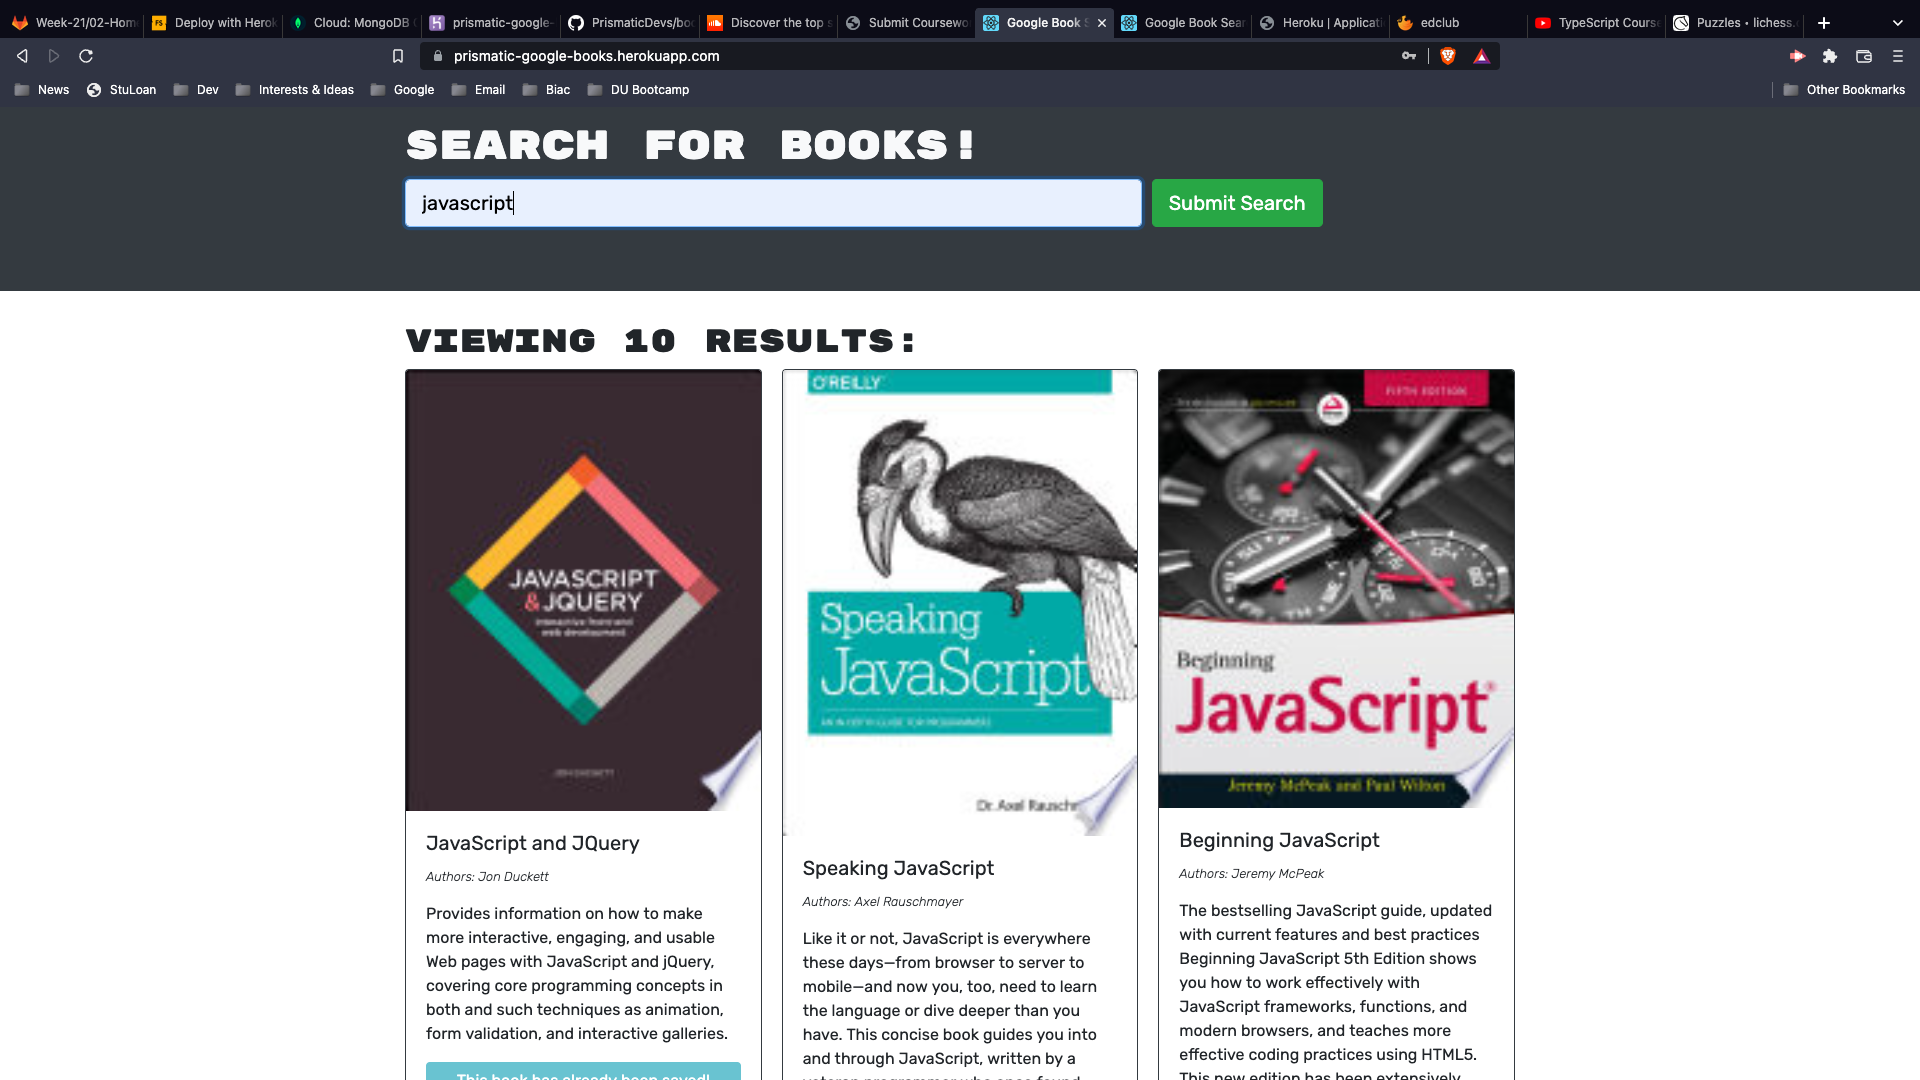 Week-21/02-Hom
Deploy with Herok
Cloud: MongoDB C
prismatic-google-
PrismaticDevs/boo
Discover the top s
Submit Coursewo
Google Book S
Google Book Sear
Heroku | Applicati
edclub
TypeScript Course
Puzzles • lichess.o
prismatic-google-books.herokuapp.com
News
StuLoan
Dev
Interests & Ideas
Google
Email
Biac
DU Bootcamp
Other Bookmarks
SEARCH FOR BOOKS!
javascript
Submit Search
VIEWING 10 RESULTS:
JAVASCRIPT
&JQUERY
interactive front-end
web development
JON DUCKETT
JavaScript and JQuery
Authors: Jon Duckett
Provides information on how to make
more interactive, engaging, and usable
Web pages with JavaScript and jQuery,
covering core programming concepts in
both and such techniques as animation,
form validation, and interactive galleries.
This book has already been saved!
O'REILLY
Speaking
JavaScript
AN IN-DEPTH GUIDE FOR PROGRAMMERS
Dr. Axel Rauschm
Speaking JavaScript
Authors: Axel Rauschmayer
Like it or not, JavaScript is everywhere
these days—from browser to server to
mobile—and now you, too, need to learn
the language or dive deeper than you
have. This concise book guides you into
and through JavaScript, written by a
veteran programmer who once found
FIFTH EDITION
Beginning
JavaScript®
Jeremy McPeak and Paul Wilton
Beginning JavaScript
Authors: Jeremy McPeak
The bestselling JavaScript guide, updated
with current features and best practices
Beginning JavaScript 5th Edition shows
you how to work effectively with
JavaScript frameworks, functions, and
modern browsers, and teaches more
effective coding practices using HTML5.
This new edition has been extensively